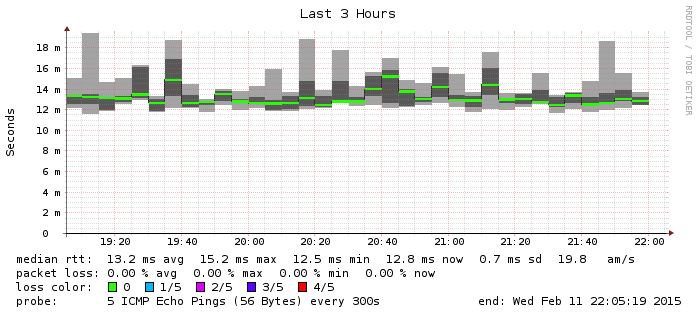 Last 3 Hours
RRDTOOL / TOBI OETIKER
Seconds
18 m
16 m
14 m
12 m
10 m
8 m
6 m
4 m
2 m
0
19:20 19:40 20:00 20:20 20:40 21:00 21:20 21:40 22:00
median rtt: 13.2 ms avg 15.2 ms max 12.5 ms min 12.8 ms now 0.7 ms sd 19.8 am/s
packet loss: 0.00 % avg 0.00 % max 0.00 % min 0.00 % now
loss color: 0 1/5 2/5 3/5 4/5
probe: 5 ICMP Echo Pings (56 Bytes) every 300s end: Wed Feb 11 22:05:19 2015